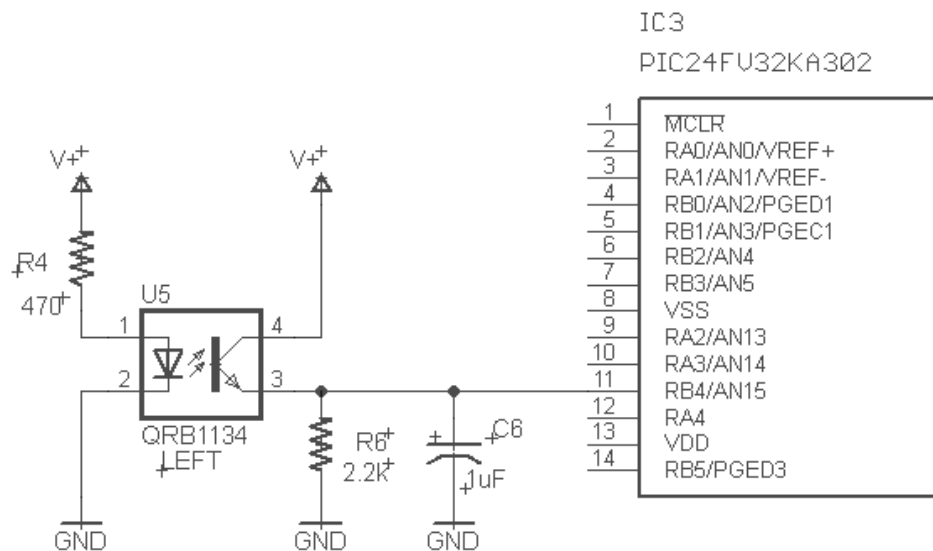 IC3
PIC24FV32KA302
1 MCLR
2 RA0/AN0/VREF+
3 RA1/AN1/VREF-
4 RB0/AN2/PGED1
5 RB1/AN3/PGEC1
6 RB2/AN4
7 RB3/AN5
8 VSS
9 RA2/AN13
10 RA3/AN14
11 RB4/AN15
12 RA4
13 VDD
14 RB5/PGED3
V+
V+
R4
470
U5
1
4
2
3
QRB1134
LEFT
R6
2.2k
C6
1uF
GND
GND
GND